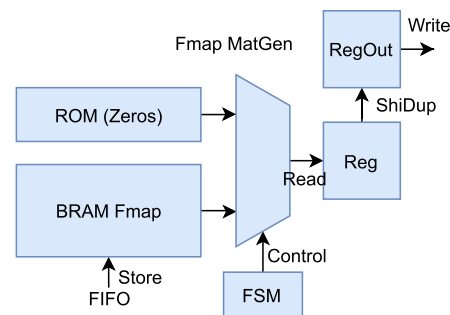 Write
Fmap MatGen
RegOut
ShiDup
ROM (Zeros)
Reg
Read
BRAM Fmap
Control
Store
FIFO
FSM